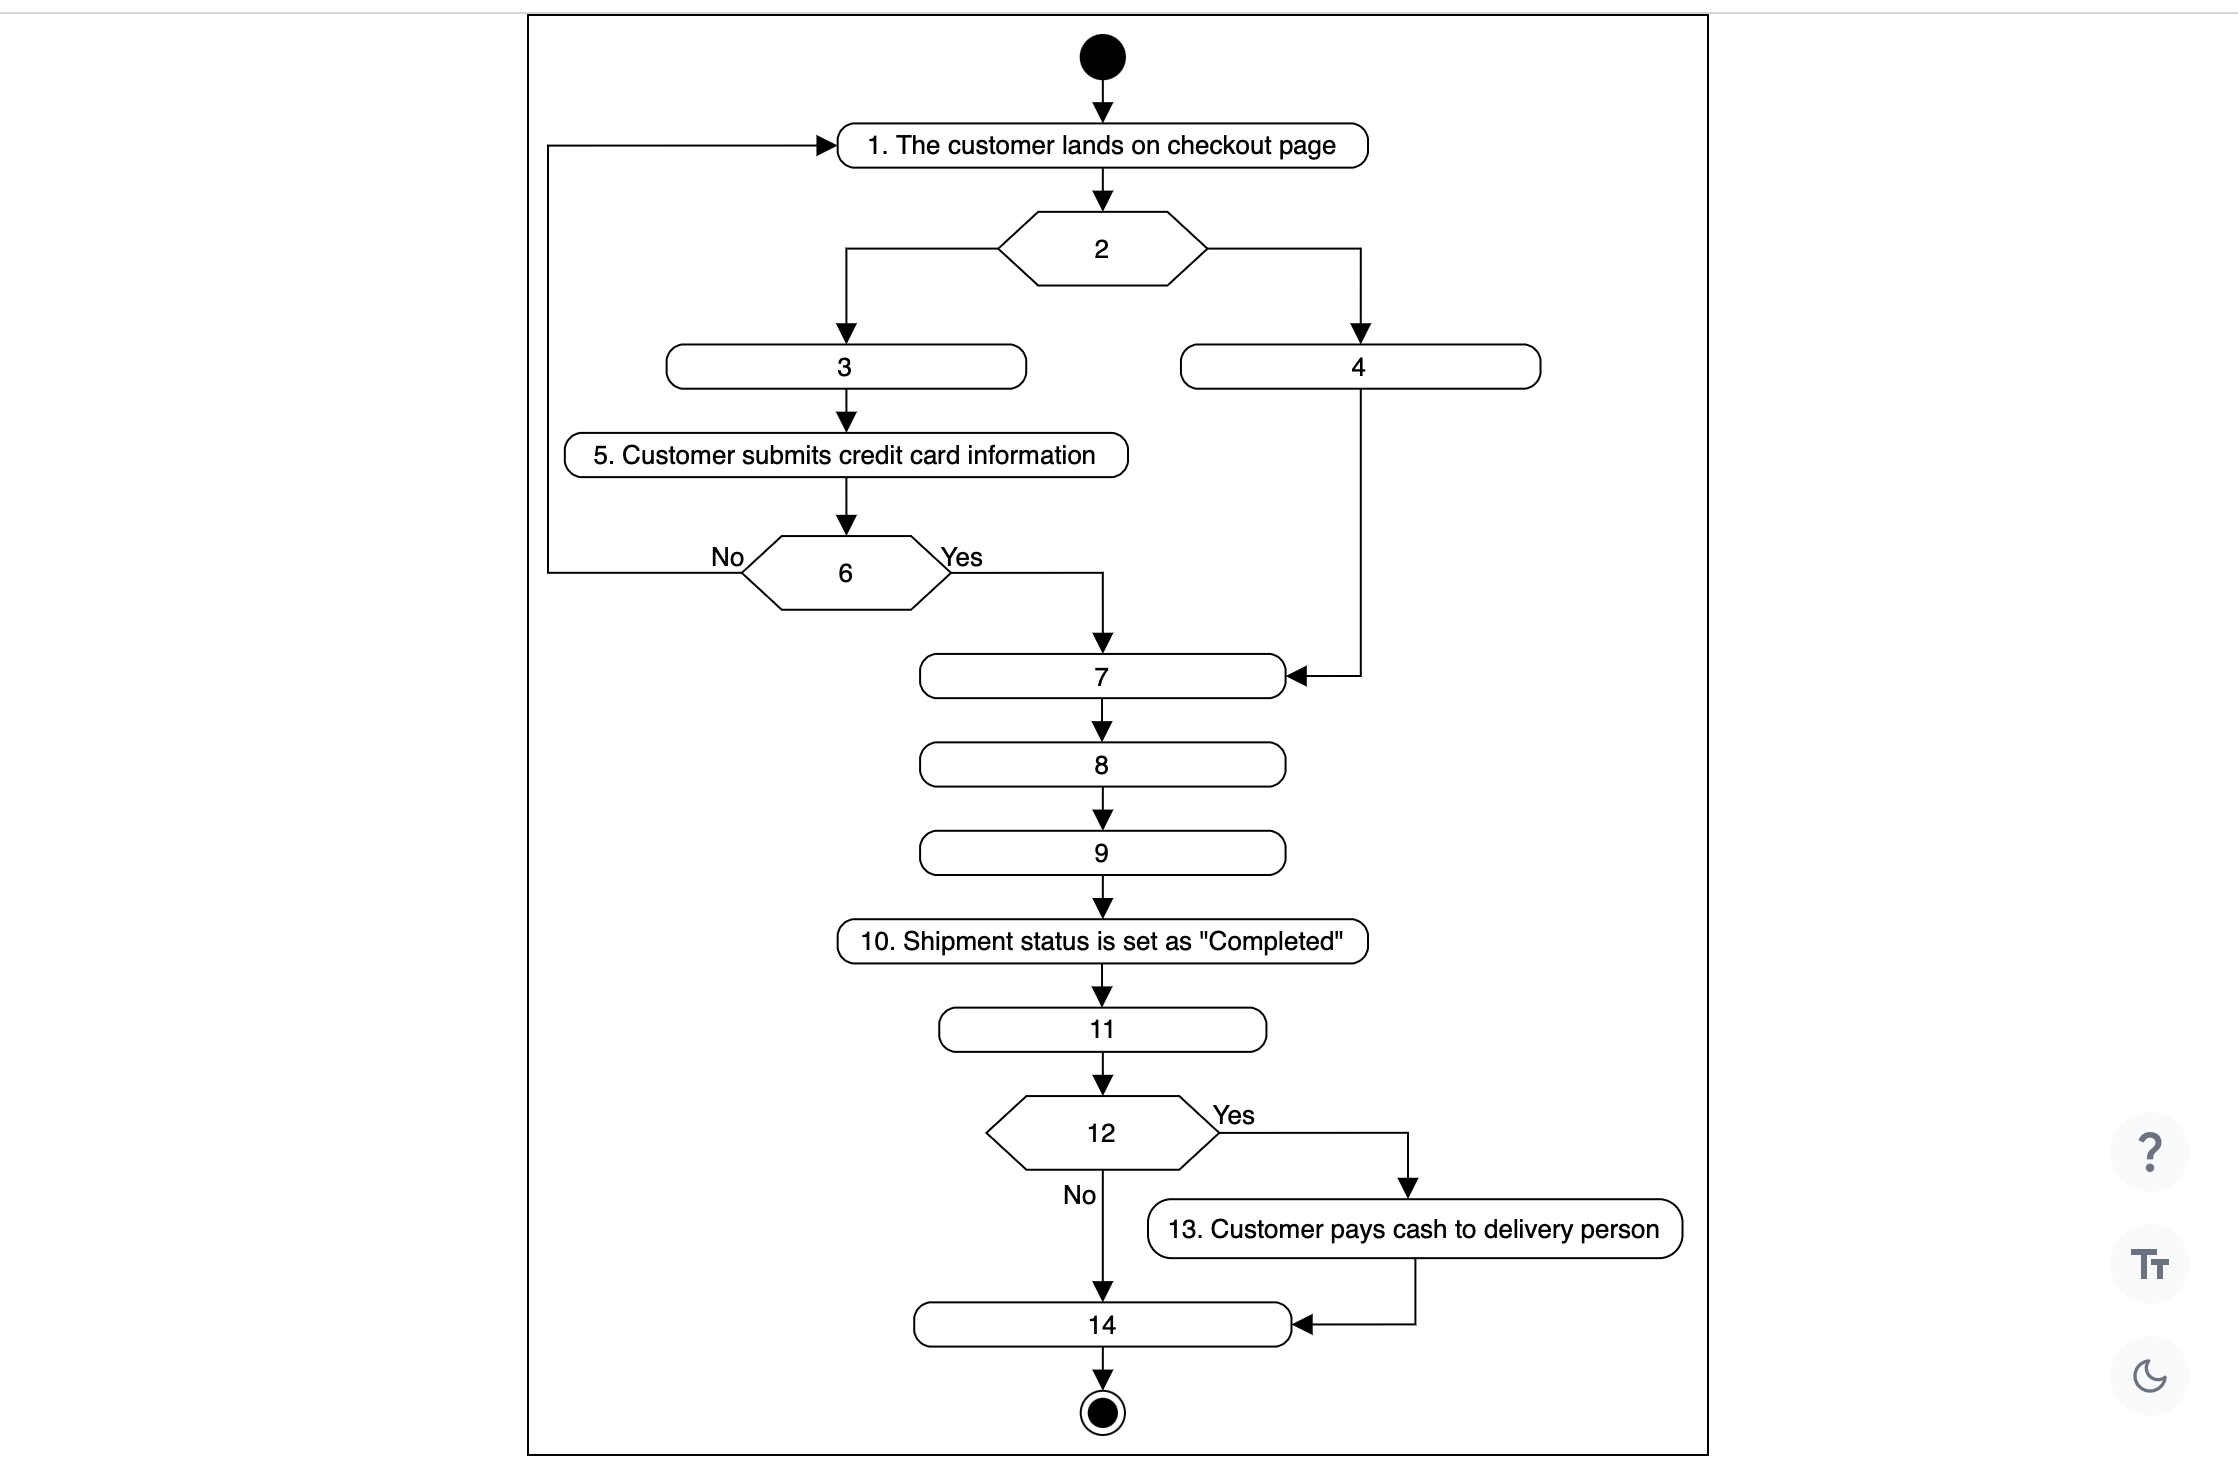 1. The customer lands on checkout page
2
3
4
5. Customer submits credit card information
No
6
Yes
7
8
9
10. Shipment status is set as "Completed"
11
12
Yes
No
13. Customer pays cash to delivery person
14
?
TT